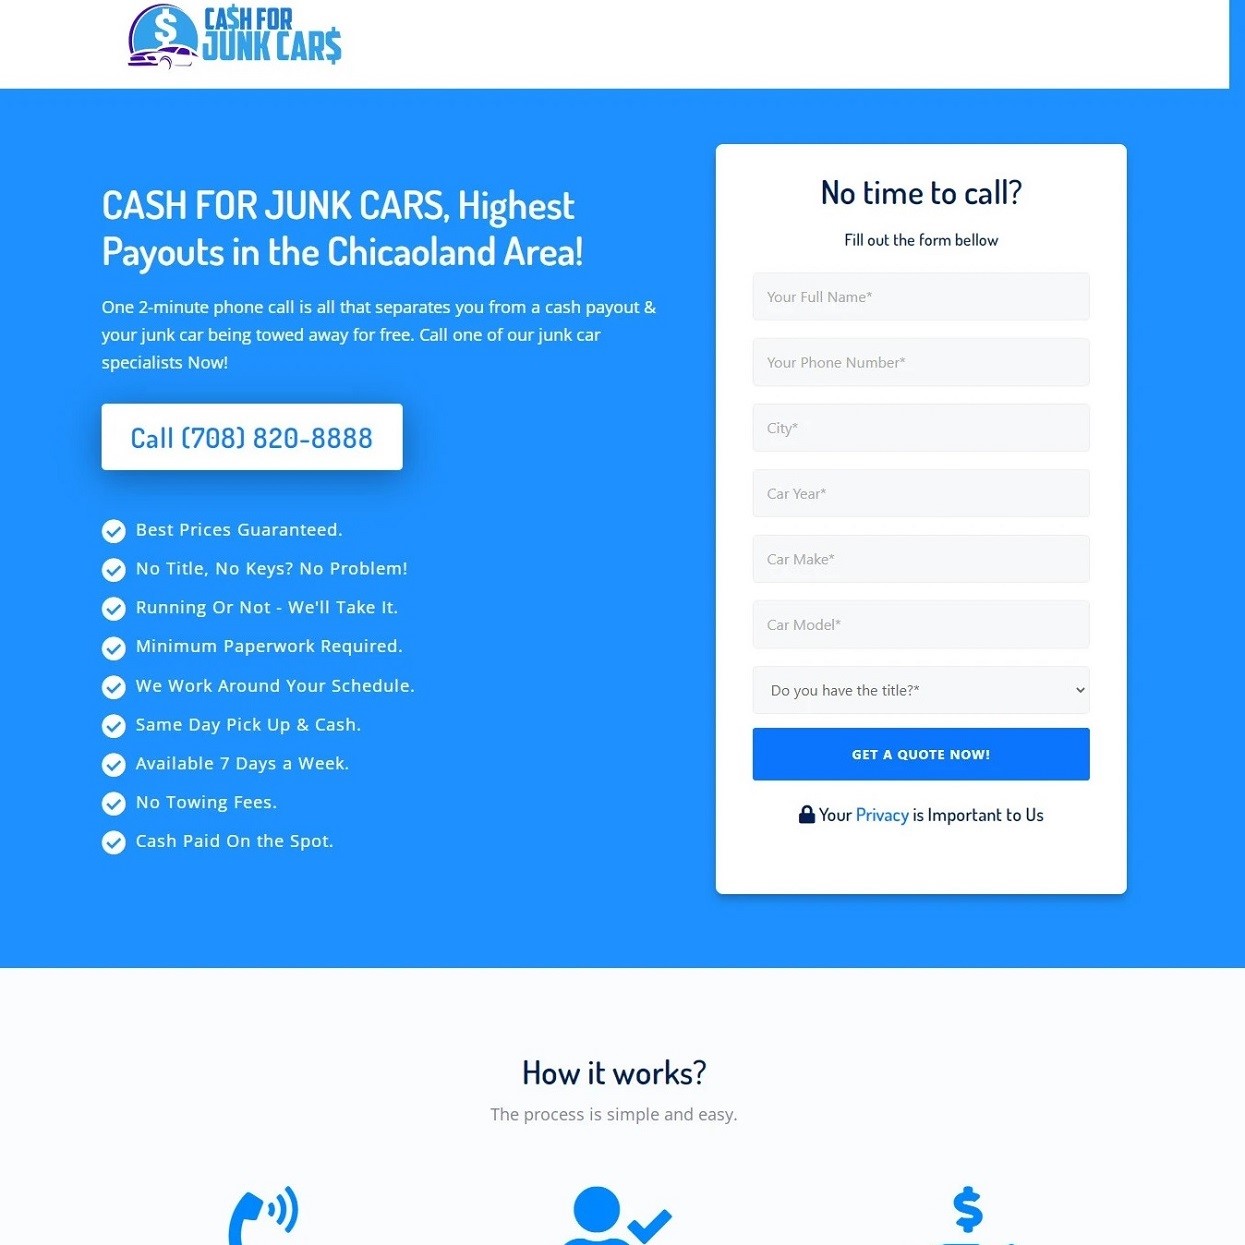 CA$H FOR
JUNK CAR$
CASH FOR JUNK CARS, Highest
Payouts in the Chicaoland Area!
One 2-minute phone call is all that separates you from a cash payout &
your junk car being towed away for free. Call one of our junk car
specialists Now!
Call (708) 820-8888
Best Prices Guaranteed.
No Title, No Keys? No Problem!
Running Or Not - We'll Take It.
Minimum Paperwork Required.
We Work Around Your Schedule.
Same Day Pick Up & Cash.
Available 7 Days a Week.
No Towing Fees.
Cash Paid On the Spot.
No time to call?
Fill out the form bellow
Your Full Name*
Your Phone Number*
City*
Car Year*
Car Make*
Car Model*
Do you have the title?*
GET A QUOTE NOW!
Your Privacy is Important to Us
How it works?
The process is simple and easy.